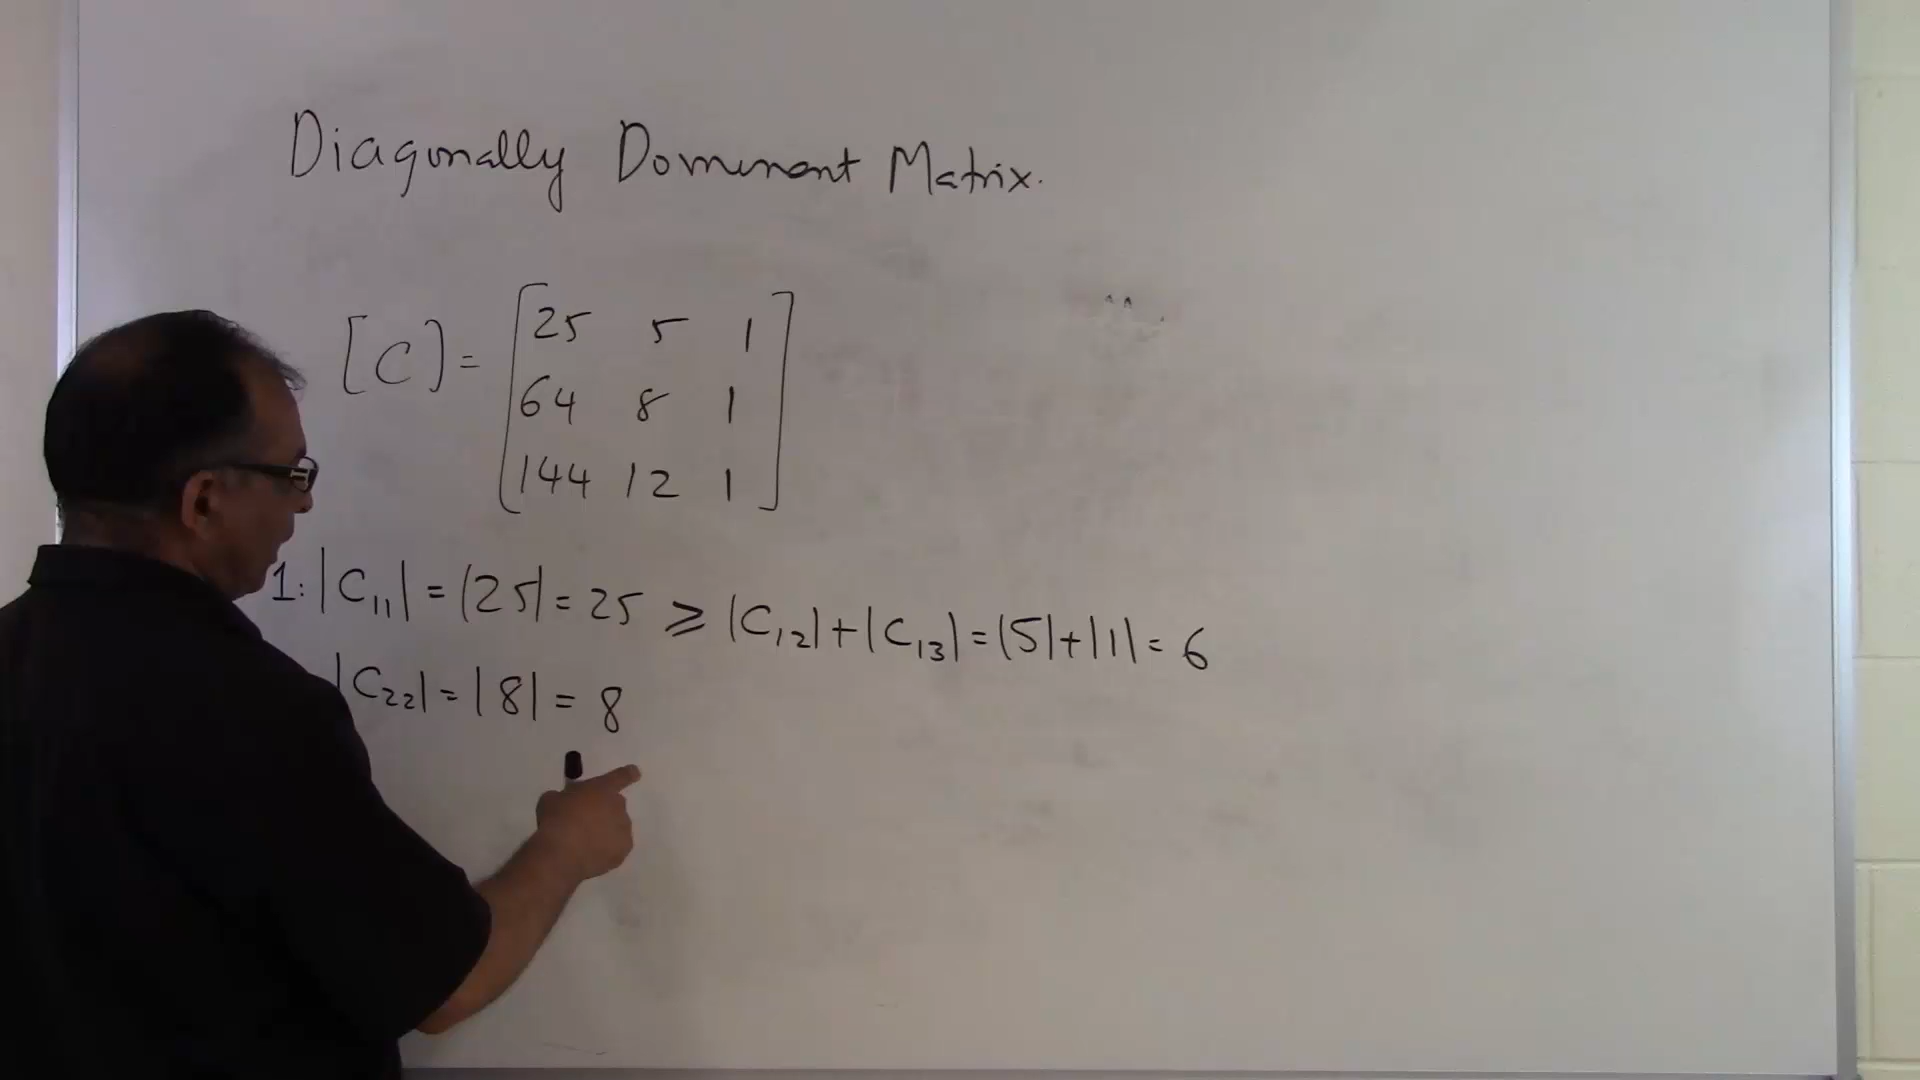 Diagonally Dominant Matrix.
[C] = [25 5 1
64 8 1
144 12 1]
1: |C₁₁| = |25| = 25 ⩾ |C₁₂| + |C₁₃| = |5| + |1| = 6
|C₂₂| = |8| = 8